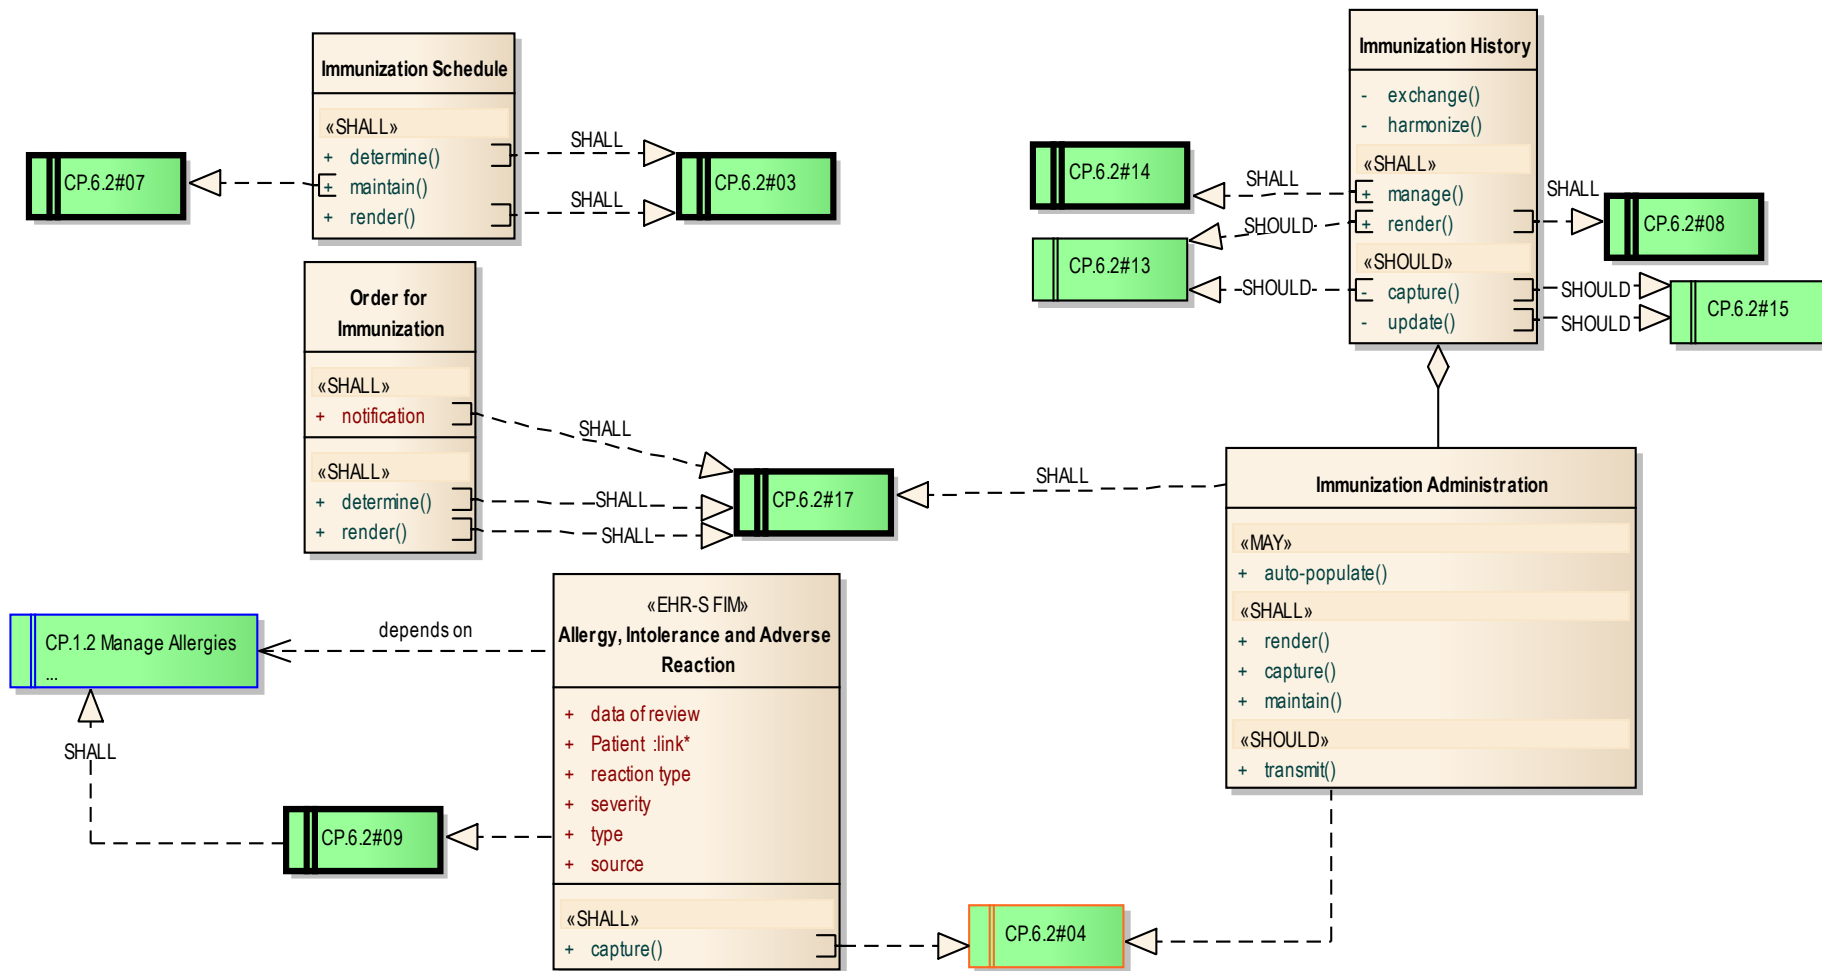 Immunization Schedule
«SHALL»
+ determine()
+ maintain()
+ render()
SHALL
SHALL
CP.6.2#07
CP.6.2#03
Immunization History
- exchange()
- harmonize()
«SHALL»
+ manage()
+ render()
«SHOULD»
- capture()
- update()
SHALL
SHOULD
SHOULD
SHALL
SHOULD
SHOULD
CP.6.2#14
CP.6.2#13
CP.6.2#08
CP.6.2#15
Order for
Immunization
«SHALL»
+ notification
«SHALL»
+ determine()
+ render()
SHALL
SHALL
SHALL
CP.6.2#17
SHALL
Immunization Administration
«MAY»
+ auto-populate()
«SHALL»
+ render()
+ capture()
+ maintain()
«SHOULD»
+ transmit()
«EHR-S FIM»
Allergy, Intolerance and Adverse
Reaction
+ data of review
+ Patient :link*
+ reaction type
+ severity
+ type
+ source
«SHALL»
+ capture()
depends on
CP.1.2 Manage Allergies
...
SHALL
CP.6.2#09
CP.6.2#04